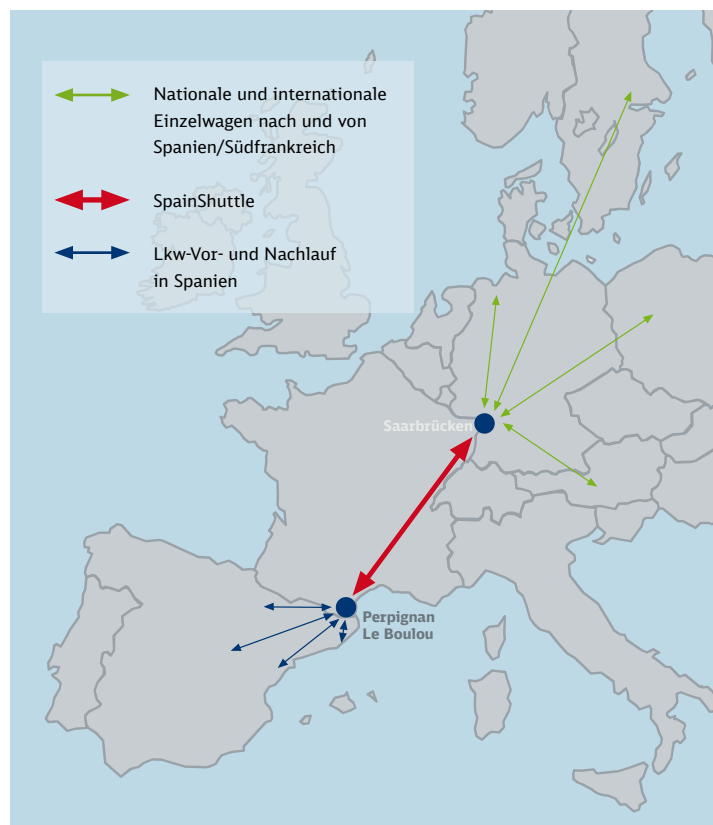 Nationale und internationale
Einzelwagen nach und von
Spanien/Südfrankreich
SpainShuttle
Lkw-Vor- und Nachlauf
in Spanien
Saarbrücken
Perpignan
Le Boulou